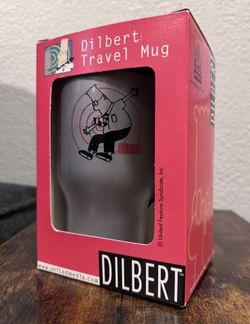 Dilbert
Travel Mug
© United Feature Syndicate, Inc.
www.unitedmedia.com
DILBERT